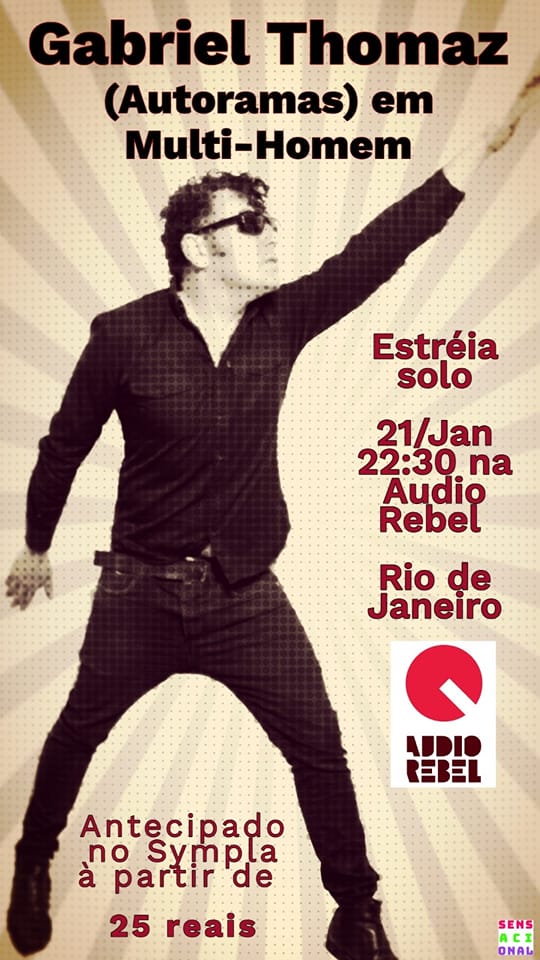 Gabriel Thomaz
(Autoramas) em
Multi-Homem
Estréia
solo
21/Jan
22:30 na
Audio
Rebel
Rio de
Janeiro
AUDIO
REBEL
Antecipado
no Sympla
à partir de
25 reais
SENS
ACI
ONAL